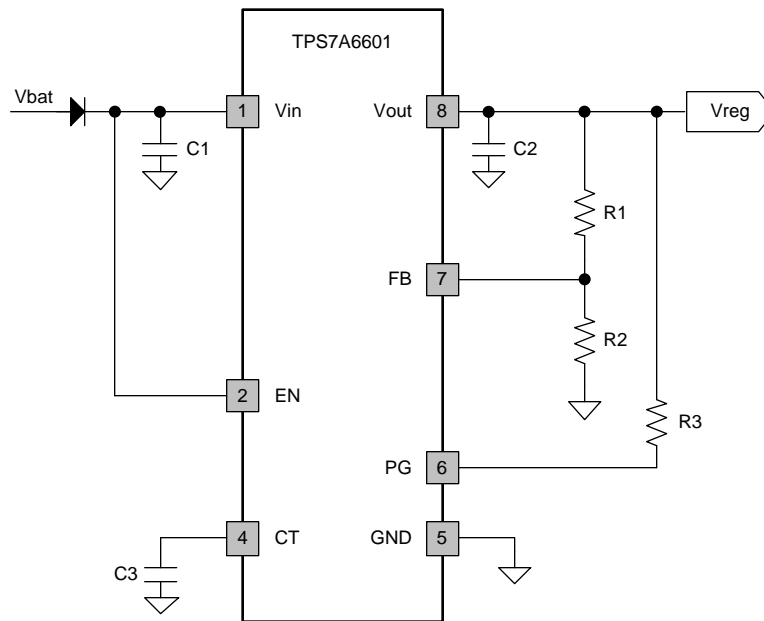 TPS7A6601
Vbat
1
Vin
Vout
8
Vreg
C1
C2
R1
FB
7
R2
2
EN
R3
PG
6
4
CT
GND
5
C3